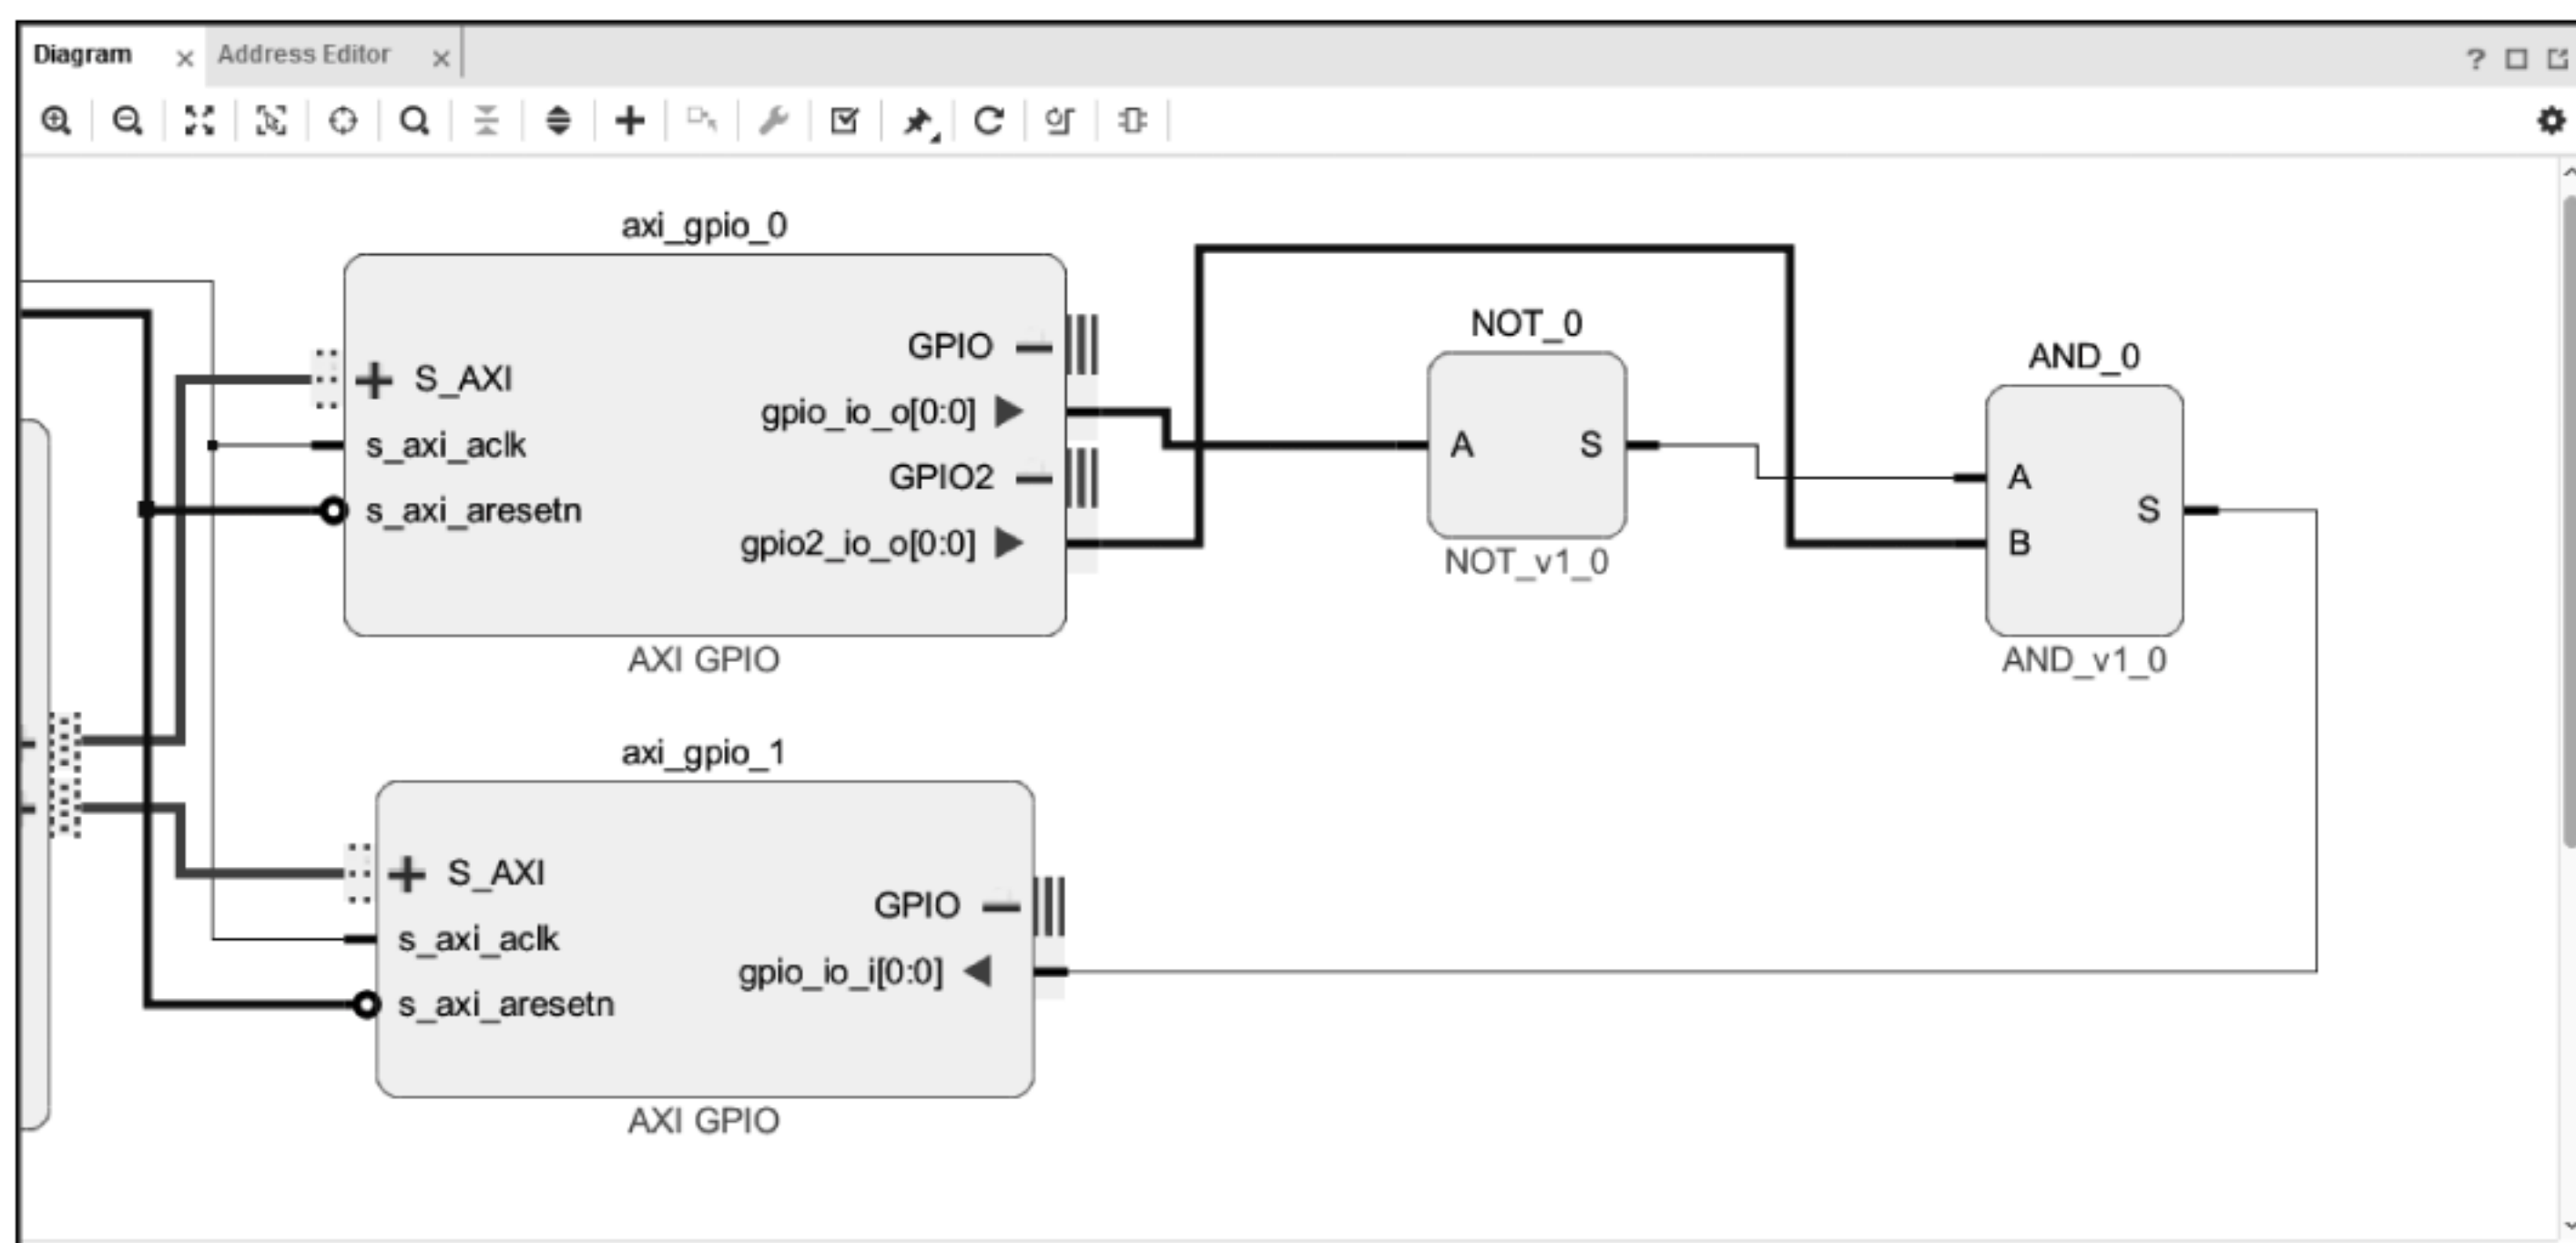 Diagram
Address Editor
?
axi_gpio_0
S_AXI
s_axi_aclk
s_axi_aresetn
GPIO
gpio_io_o[0:0]
GPIO2
gpio2_io_o[0:0]
AXI GPIO
NOT_0
A
S
NOT_v1_0
AND_0
A
B
S
AND_v1_0
axi_gpio_1
S_AXI
s_axi_aclk
s_axi_aresetn
GPIO
gpio_io_i[0:0]
AXI GPIO